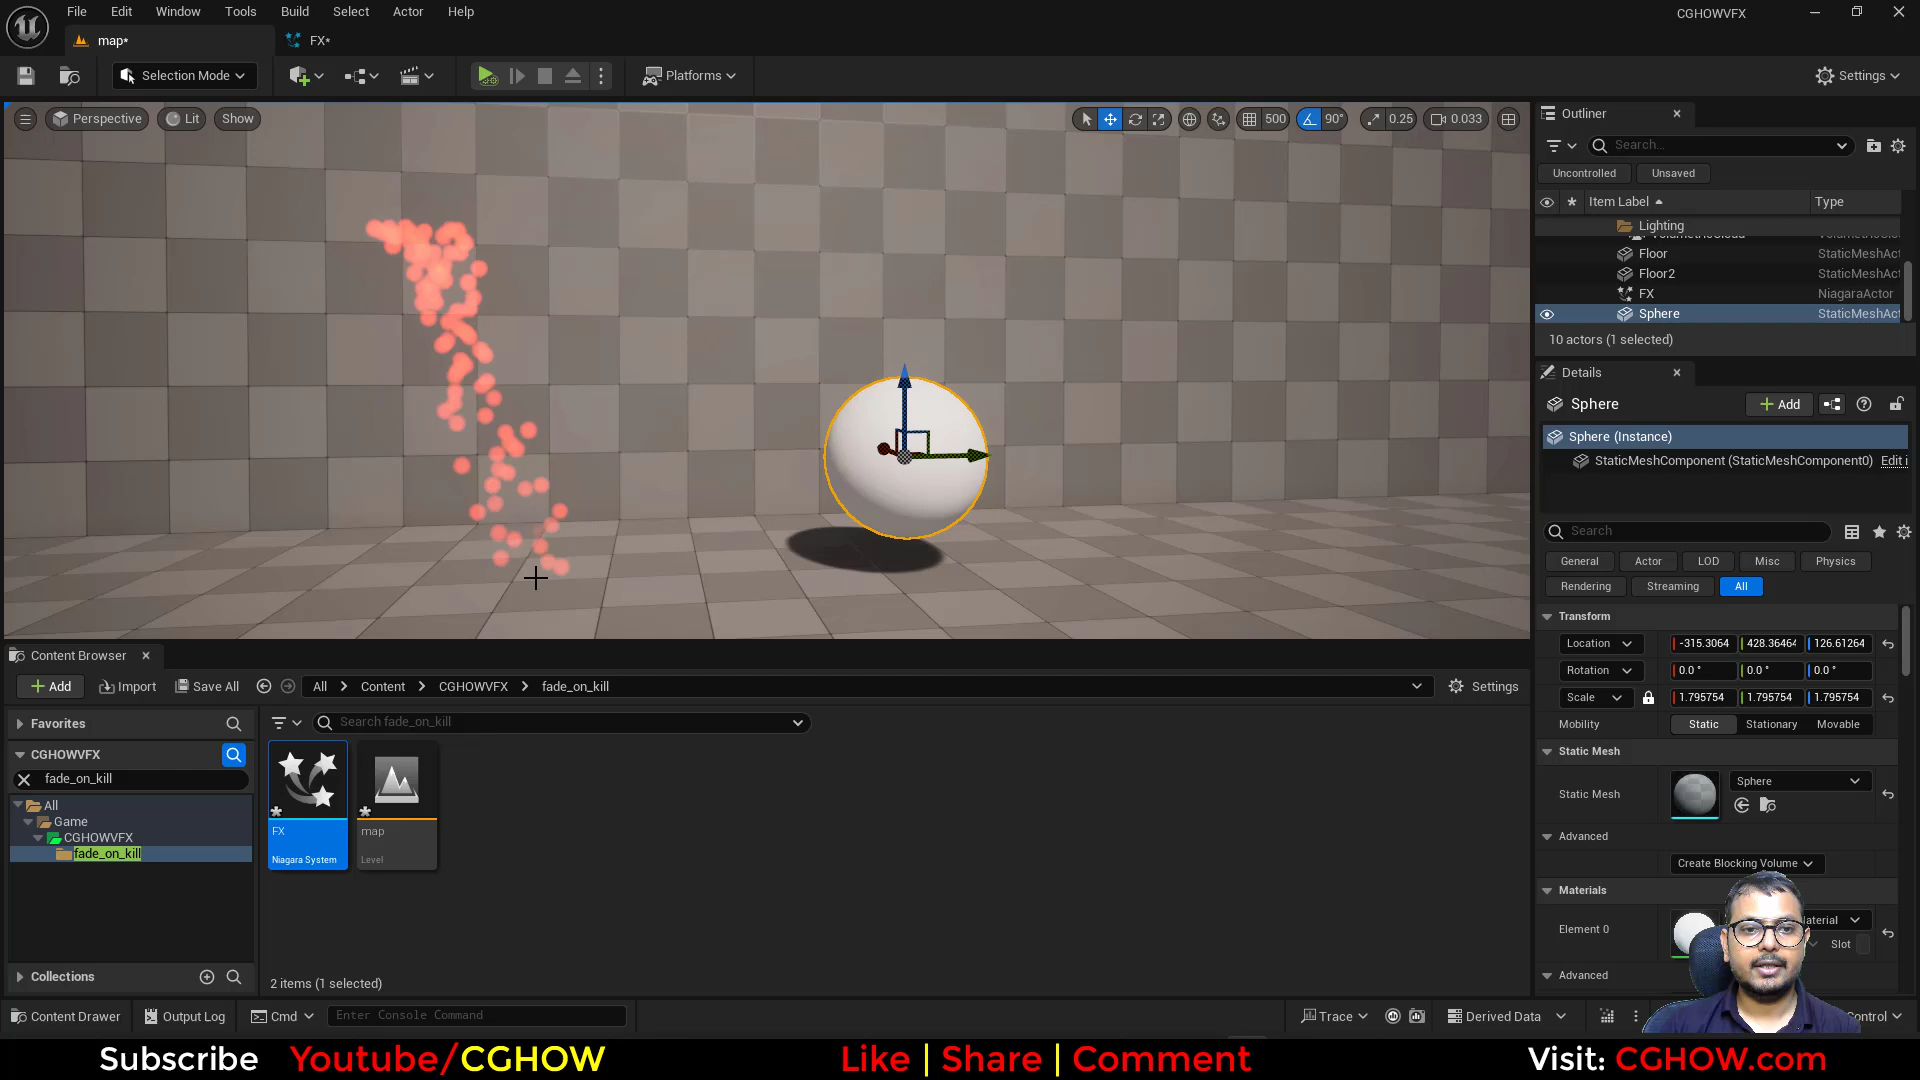 File Edit Window Tools Build Select Actor Help
CGHOWVFX
map*
FX*
Selection Mode
Platforms
Settings
Perspective
Lit
Show
500
90°
0.25
0.033
Outliner
Search...
Uncontrolled
Unsaved
Item Label
Type
Lighting
Floor
StaticMeshAct
Floor2
StaticMeshAct
FX
NiagaraActor
Sphere
StaticMeshAct
10 actors (1 selected)
Details
Sphere
Add
Sphere (Instance)
StaticMeshComponent (StaticMeshComponent0)
Edit i
Search
General
Actor
LOD
Misc
Physics
Rendering
Streaming
All
Transform
Location
-315.3064
428.36464
126.61264
Rotation
0.0 °
0.0 °
0.0 °
Scale
1.795754
1.795754
1.795754
Mobility
Static
Stationary
Movable
Static Mesh
Static Mesh
Sphere
Advanced
Create Blocking Volume
Materials
Element 0
aterial
Slot
Advanced
Content Browser
Add
Import
Save All
All
Content
CGHOWVFX
fade_on_kill
Settings
Favorites
CGHOWVFX
fade_on_kill
All
Game
CGHOWVFX
fade_on_kill
Collections
Search fade_on_kill
FX
Niagara System
map
Level
2 items (1 selected)
Content Drawer
Output Log
Cmd
Enter Console Command
Trace
Derived Data
ontrol
Subscribe Youtube/CGHOW
Like | Share | Comment
Visit: CGHOW.com